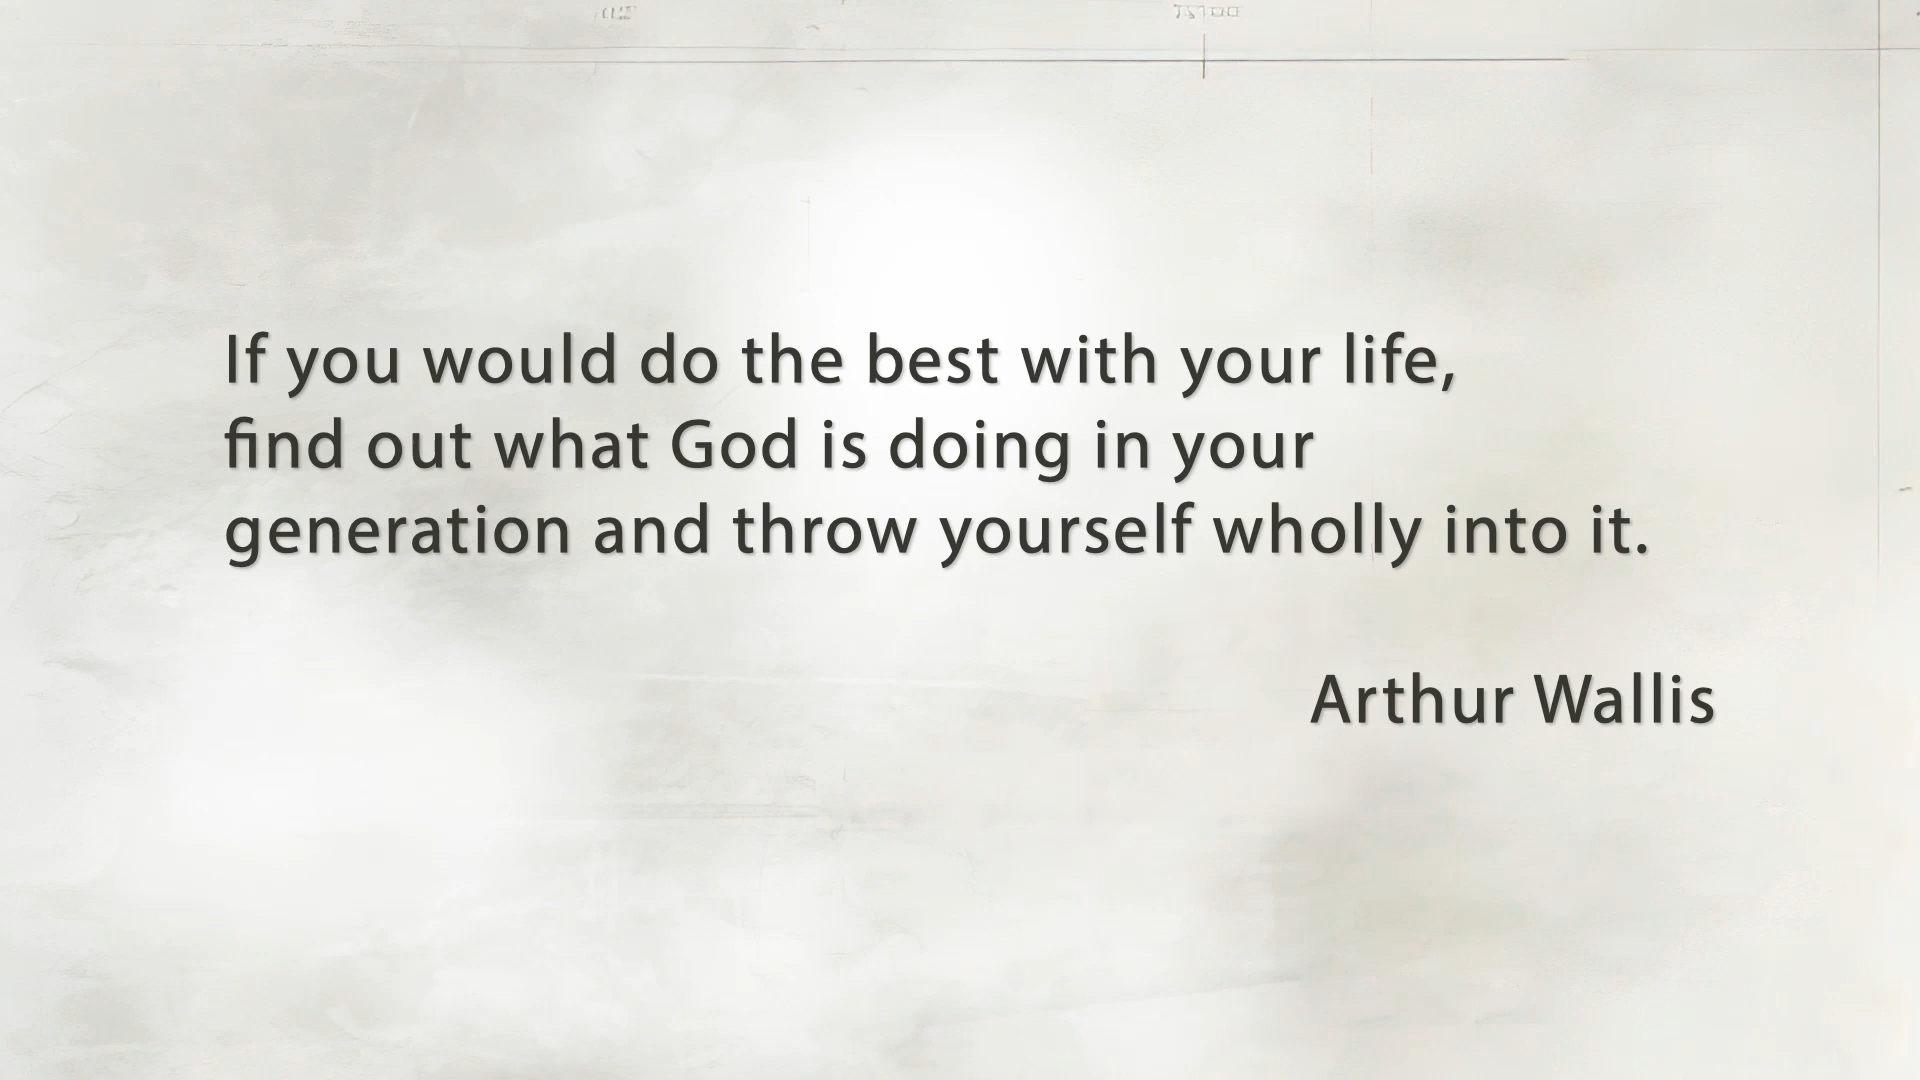 If you would do the best with your life,
find out what God is doing in your
generation and throw yourself wholly into it.
Arthur Wallis